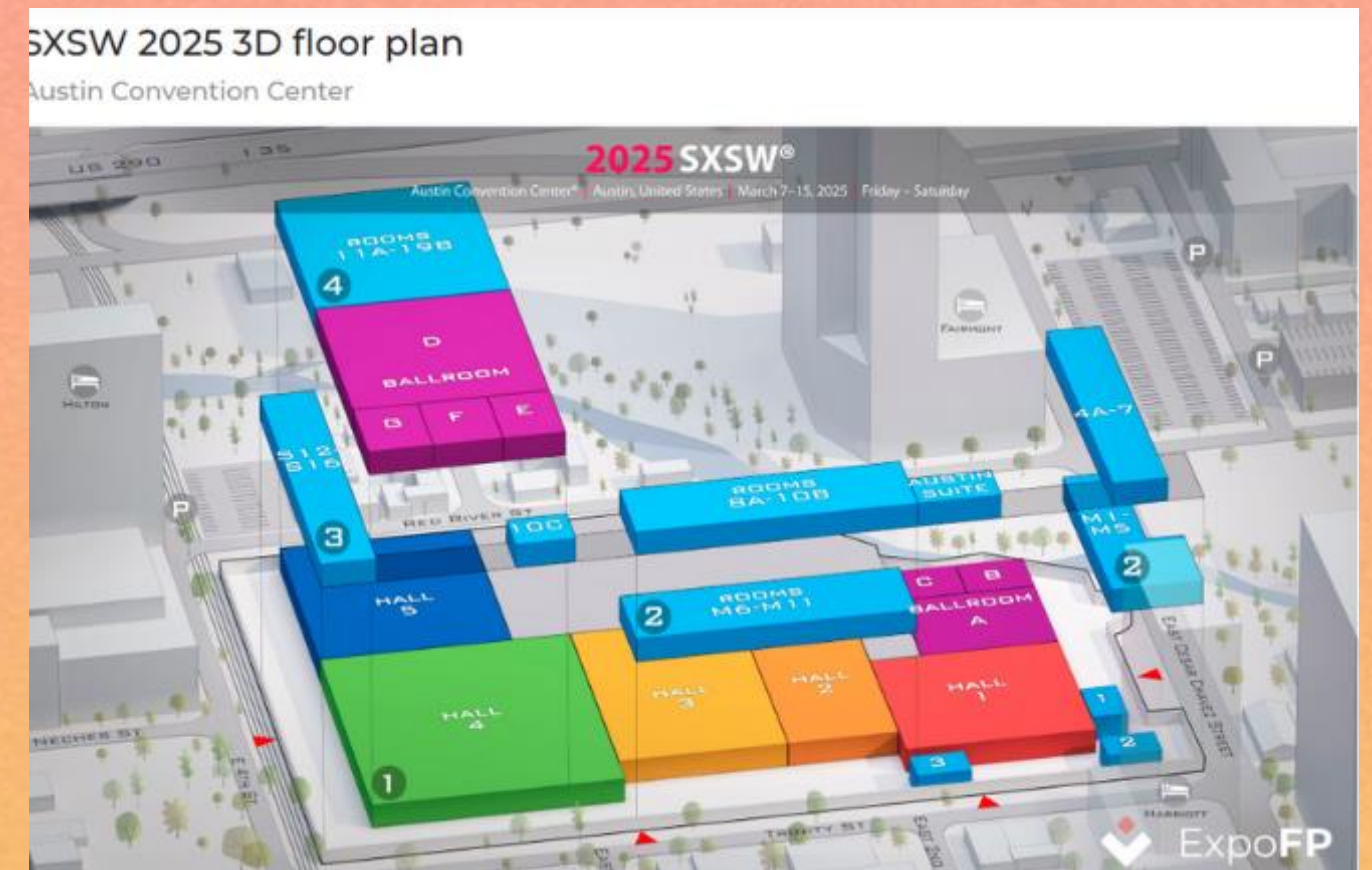 SXSW 2025 3D floor plan
Austin Convention Center
2025 SXSW®
Austin Convention Center® | Austin, United States | March 7-15, 2025 | Friday - Saturday
US 290
I 35
ROOMS
11A-19B
4
D
BALLROOM
G
F
E
P
FAIRMONT
P
HILTON
4A-7
S12-
S16
3
P
RED RIVER ST
10C
ROOMS
8A-10B
AUSTIN
SUITE
M1-
M5
2
HALL
5
2
ROOMS
M6-M11
C
B
BALLROOM
A
EAST CESAR CHAVEZ STREET
HALL
4
HALL
3
HALL
2
HALL
1
1
2
3
1
NECHES ST
E 4TH ST
TRINITY ST
EAST 2ND
MARRIOTT
ExpoFP